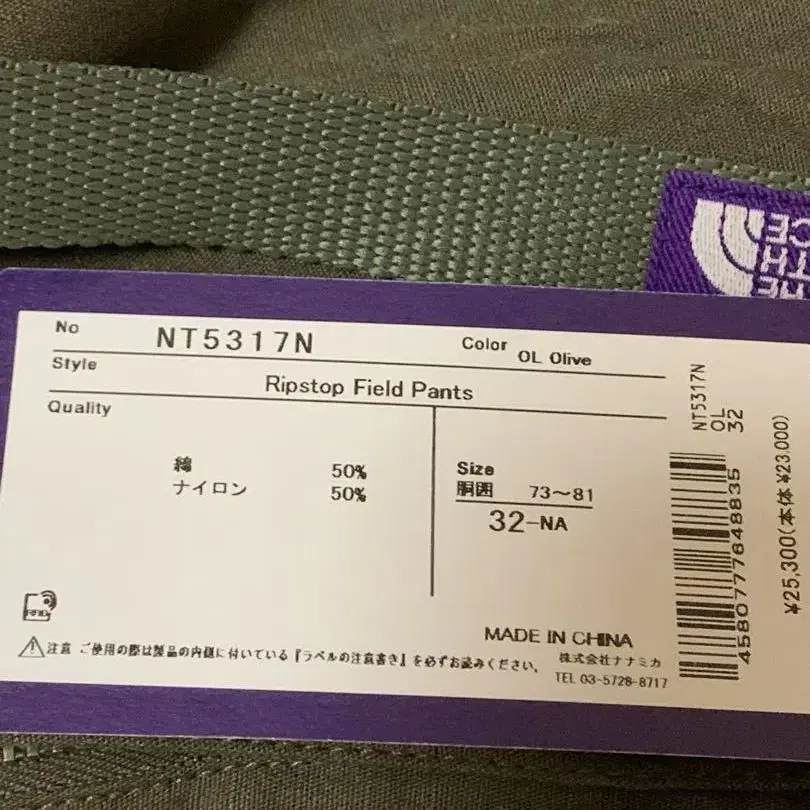 No NT5317N Color OL Olive
Style Ripstop Field Pants
Quality
綿 50%
ナイロン 50%
Size
胴囲 73~81
32-NA
MADE IN CHINA
⚠注意 ご使用の際は製品の内側に付いている『ラベルの注意書き』を必ずお読みください。
株式会社ナナミカ
TEL 03-5728-8717
RFID
NT5317N
OL
32
4580777648835
¥25,300(本体 ¥23,000)
THE